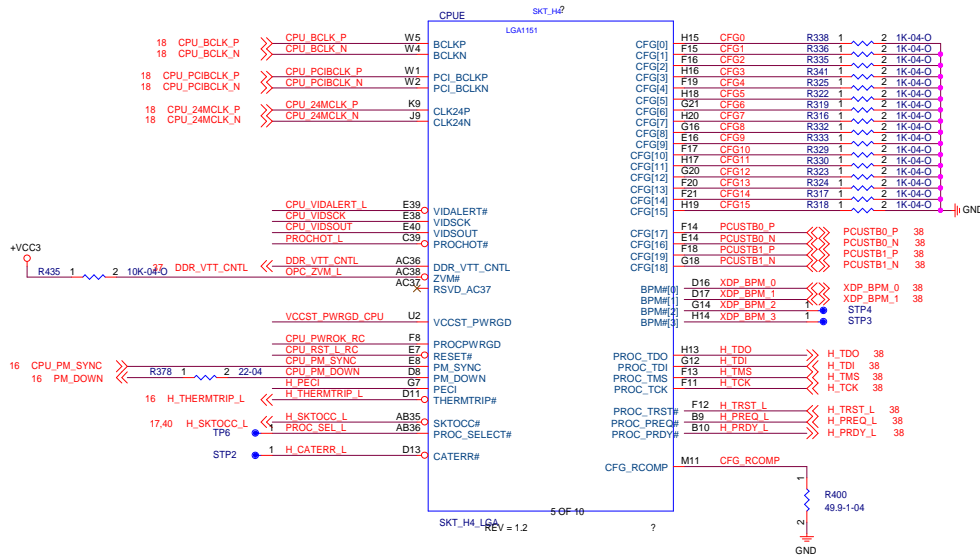 CPUE
SKT_H4
?
LGA1151
18 CPU_BCLK_P CPU_BCLK_P W5 BCLKP
18 CPU_BCLK_N CPU_BCLK_N W4 BCLKN
18 CPU_PCIBCLK_P CPU_PCIBCLK_P W1 PCI_BCLKP
18 CPU_PCIBCLK_N CPU_PCIBCLK_N W2 PCI_BCLKN
18 CPU_24MCLK_P CPU_24MCLK_P K9 CLK24P
18 CPU_24MCLK_N CPU_24MCLK_N J9 CLK24N
CPU_VIDALERT_L E39 VIDALERT#
CPU_VIDSCK E38 VIDSCK
CPU_VIDSOUT E40 VIDSOUT
PROCHOT_L C39 PROCHOT#
+VCC3
37 DDR_VTT_CNTL DDR_VTT_CNTL AC36 DDR_VTT_CNTL
R435 1 2 10K-04-O OPC_ZVM_L AC38 ZVM#
AC37 RSVD_AC37
VCCST_PWRGD_CPU U2 VCCST_PWRGD
CPU_PWROK_RC F8 PROCPWRGD
CPU_RST_L_RC E7 RESET#
16 CPU_PM_SYNC CPU_PM_SYNC E8 PM_SYNC
16 PM_DOWN R378 1 2 22-04 CPU_PM_DOWN D8 PM_DOWN
H_PECI G7 PECI
16 H_THERMTRIP_L H_THERMTRIP_L D11 THERMTRIP#
17,40 H_SKTOCC_L H_SKTOCC_L AB35 SKTOCC#
TP6 1 PROC_SEL_L AB36 PROC_SELECT#
STP2 1 H_CATERR_L D13 CATERR#
CFG[0] H15 CFG0 R338 1 2 1K-04-O
CFG[1] F15 CFG1 R336 1 2 1K-04-O
CFG[2] F16 CFG2 R335 1 2 1K-04-O
CFG[3] H16 CFG3 R341 1 2 1K-04-O
CFG[4] F19 CFG4 R325 1 2 1K-04-O
CFG[5] H18 CFG5 R322 1 2 1K-04-O
CFG[6] G21 CFG6 R319 1 2 1K-04-O
CFG[7] H20 CFG7 R316 1 2 1K-04-O
CFG[8] G16 CFG8 R332 1 2 1K-04-O
CFG[9] E16 CFG9 R333 1 2 1K-04-O
CFG[10] F17 CFG10 R329 1 2 1K-04-O
CFG[11] H17 CFG11 R330 1 2 1K-04-O
CFG[12] G20 CFG12 R323 1 2 1K-04-O
CFG[13] F20 CFG13 R324 1 2 1K-04-O
CFG[14] F21 CFG14 R317 1 2 1K-04-O
CFG[15] H19 CFG15 R318 1 2 1K-04-O
GND
CFG[17] F14 PCUSTB0_P PCUSTB0_P 38
CFG[16] E14 PCUSTB0_N PCUSTB0_N 38
CFG[19] F18 PCUSTB1_P PCUSTB1_P 38
CFG[18] G18 PCUSTB1_N PCUSTB1_N 38
BPM#[0] D16 XDP_BPM_0 XDP_BPM_0 38
BPM#[1] D17 XDP_BPM_1 XDP_BPM_1 38
BPM#[2] G14 XDP_BPM_2 1 STP4
BPM#[3] H14 XDP_BPM_3 1 STP3
PROC_TDO H13 H_TDO H_TDO 38
PROC_TDI G12 H_TDI H_TDI 38
PROC_TMS F13 H_TMS H_TMS 38
PROC_TCK F11 H_TCK H_TCK 38
PROC_TRST# F12 H_TRST_L H_TRST_L 38
PROC_PREQ# B9 H_PREQ_L H_PREQ_L 38
PROC_PRDY# B10 H_PRDY_L H_PRDY_L 38
CFG_RCOMP M11 CFG_RCOMP
1
R400
49.9-1-04
2
GND
5 OF 10
SKT_H4_LGA
REV = 1.2
?